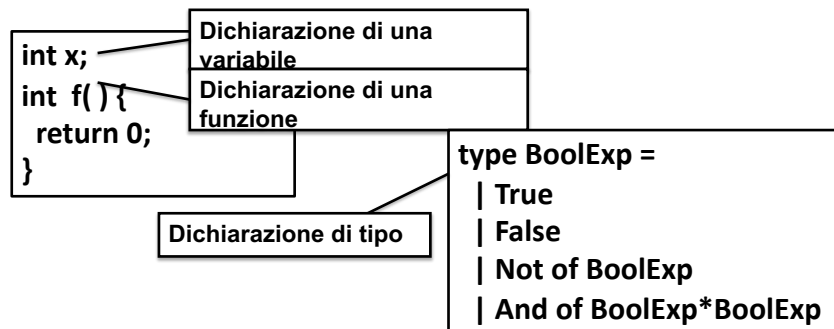 int x;
int f( ) {
return 0;
}
Dichiarazione di una
variabile
Dichiarazione di una
funzione
Dichiarazione di tipo
type BoolExp =
| True
| False
| Not of BoolExp
| And of BoolExp*BoolExp